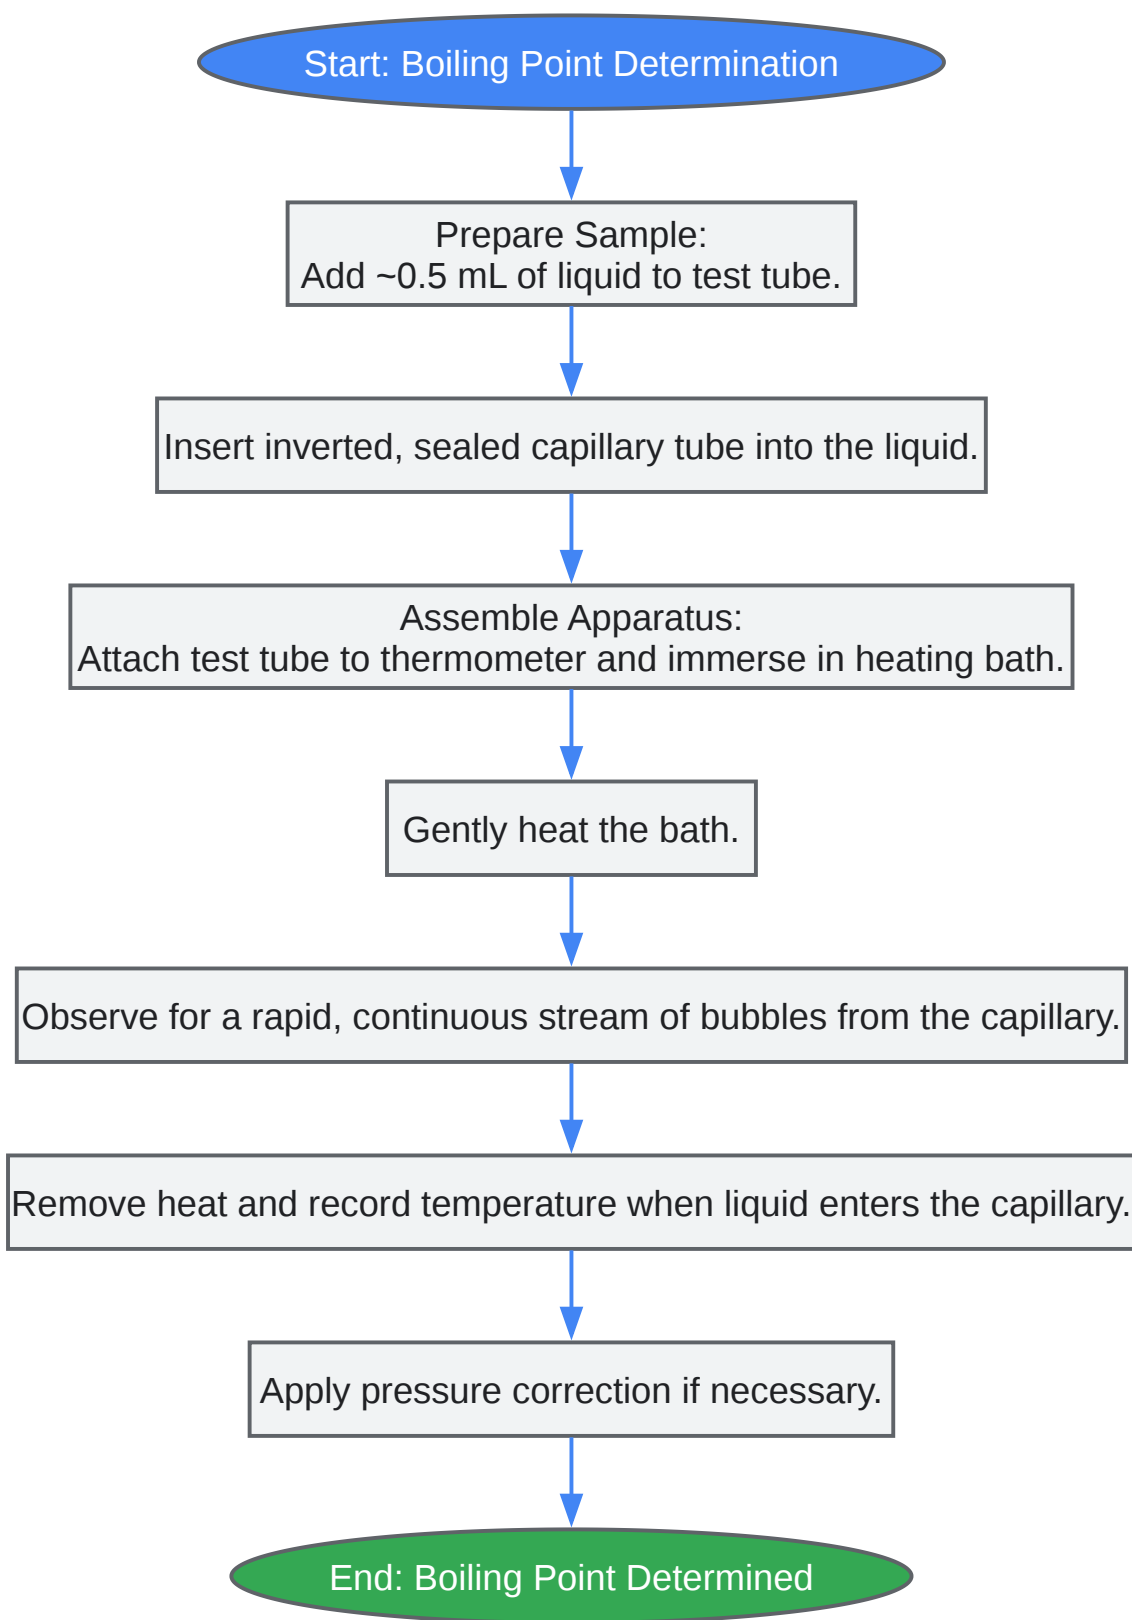 Start: Boiling Point Determination
Prepare Sample:
Add ~0.5 mL of liquid to test tube.
Insert inverted, sealed capillary tube into the liquid.
Assemble Apparatus:
Attach test tube to thermometer and immerse in heating bath.
Gently heat the bath.
Observe for a rapid, continuous stream of bubbles from the capillary.
Remove heat and record temperature when liquid enters the capillary.
Apply pressure correction if necessary.
End: Boiling Point Determined